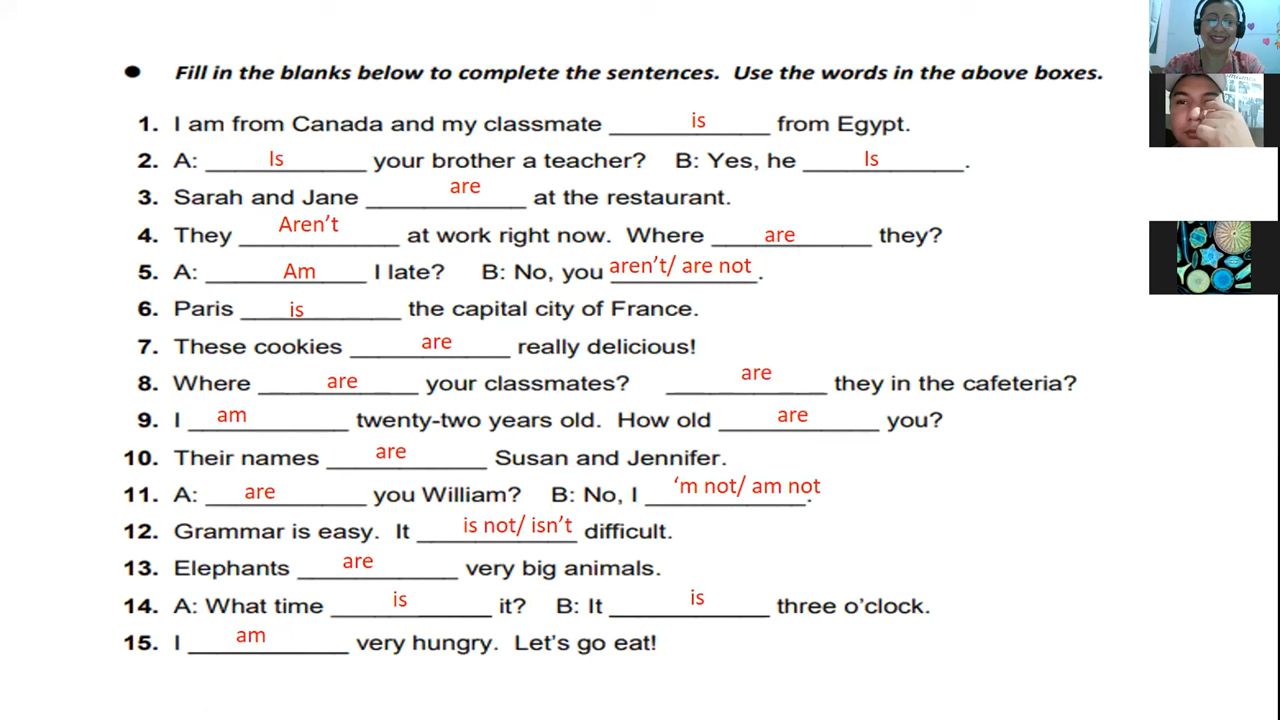 ● Fill in the blanks below to complete the sentences. Use the words in the above boxes.
1. I am from Canada and my classmate is from Egypt.
2. A: Is your brother a teacher? B: Yes, he Is.
3. Sarah and Jane are at the restaurant.
4. They Aren't at work right now. Where are they?
5. A: Am I late? B: No, you aren't/ are not.
6. Paris is the capital city of France.
7. These cookies are really delicious!
8. Where are your classmates? are they in the cafeteria?
9. I am twenty-two years old. How old are you?
10. Their names are Susan and Jennifer.
11. A: are you William? B: No, I 'm not/ am not.
12. Grammar is easy. It is not/ isn't difficult.
13. Elephants are very big animals.
14. A: What time is it? B: It is three o'clock.
15. I am very hungry. Let's go eat!